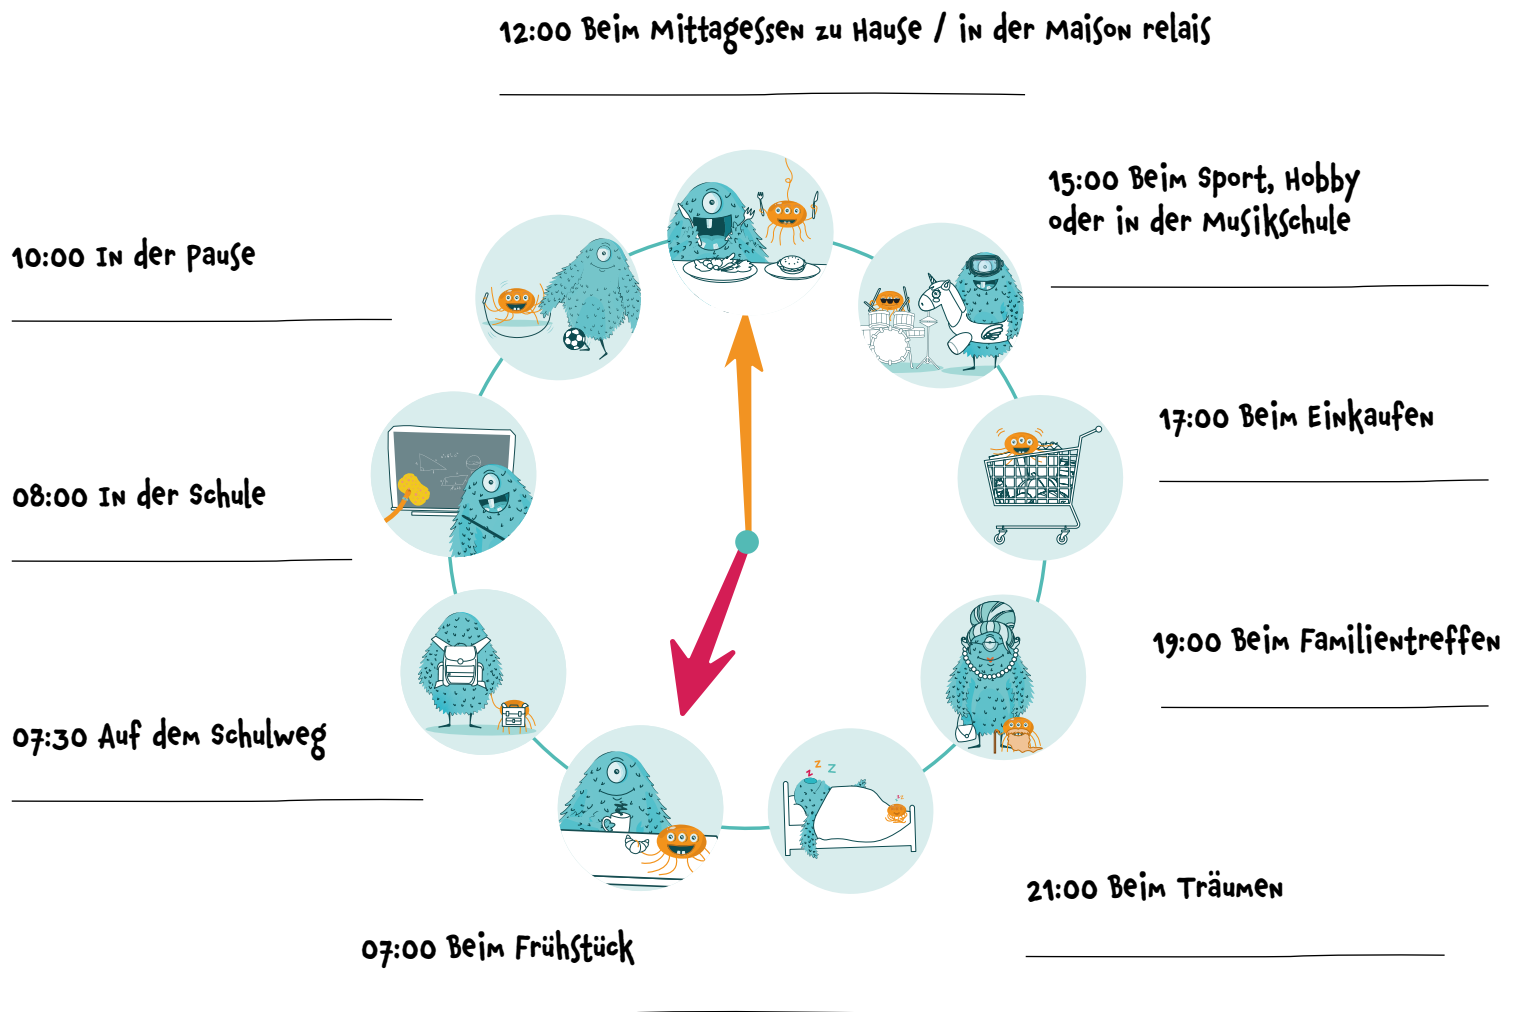 12:00 Beim Mittagessen zu Hause / in der Maison relais
15:00 Beim Sport, Hobby
oder in der Musikschule
10:00 In der Pause
17:00 Beim Einkaufen
08:00 In der Schule
19:00 Beim Familientreffen
07:30 Auf dem Schulweg
z z z
z z z
21:00 Beim Träumen
07:00 Beim Frühstück